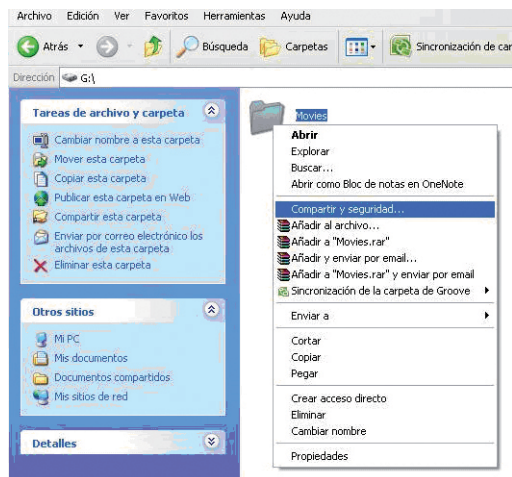 Archivo Edición Ver Favoritos Herramientas Ayuda
Atrás Búsqueda Carpetas Sincronización de car
Dirección G:\
Tareas de archivo y carpeta
Cambiar nombre a esta carpeta
Mover esta carpeta
Copiar esta carpeta
Publicar esta carpeta en Web
Compartir esta carpeta
Enviar por correo electrónico los
archivos de esta carpeta
Eliminar esta carpeta
Otros sitios
Mi PC
Mis documentos
Documentos compartidos
Mis sitios de red
Detalles
Movies
Abrir
Explorar
Buscar...
Abrir como Bloc de notas en OneNote
Compartir y seguridad...
Añadir al archivo...
Añadir a "Movies.rar"
Añadir y enviar por email...
Añadir a "Movies.rar" y enviar por email
Sincronización de la carpeta de Groove
Enviar a
Cortar
Copiar
Pegar
Crear acceso directo
Eliminar
Cambiar nombre
Propiedades